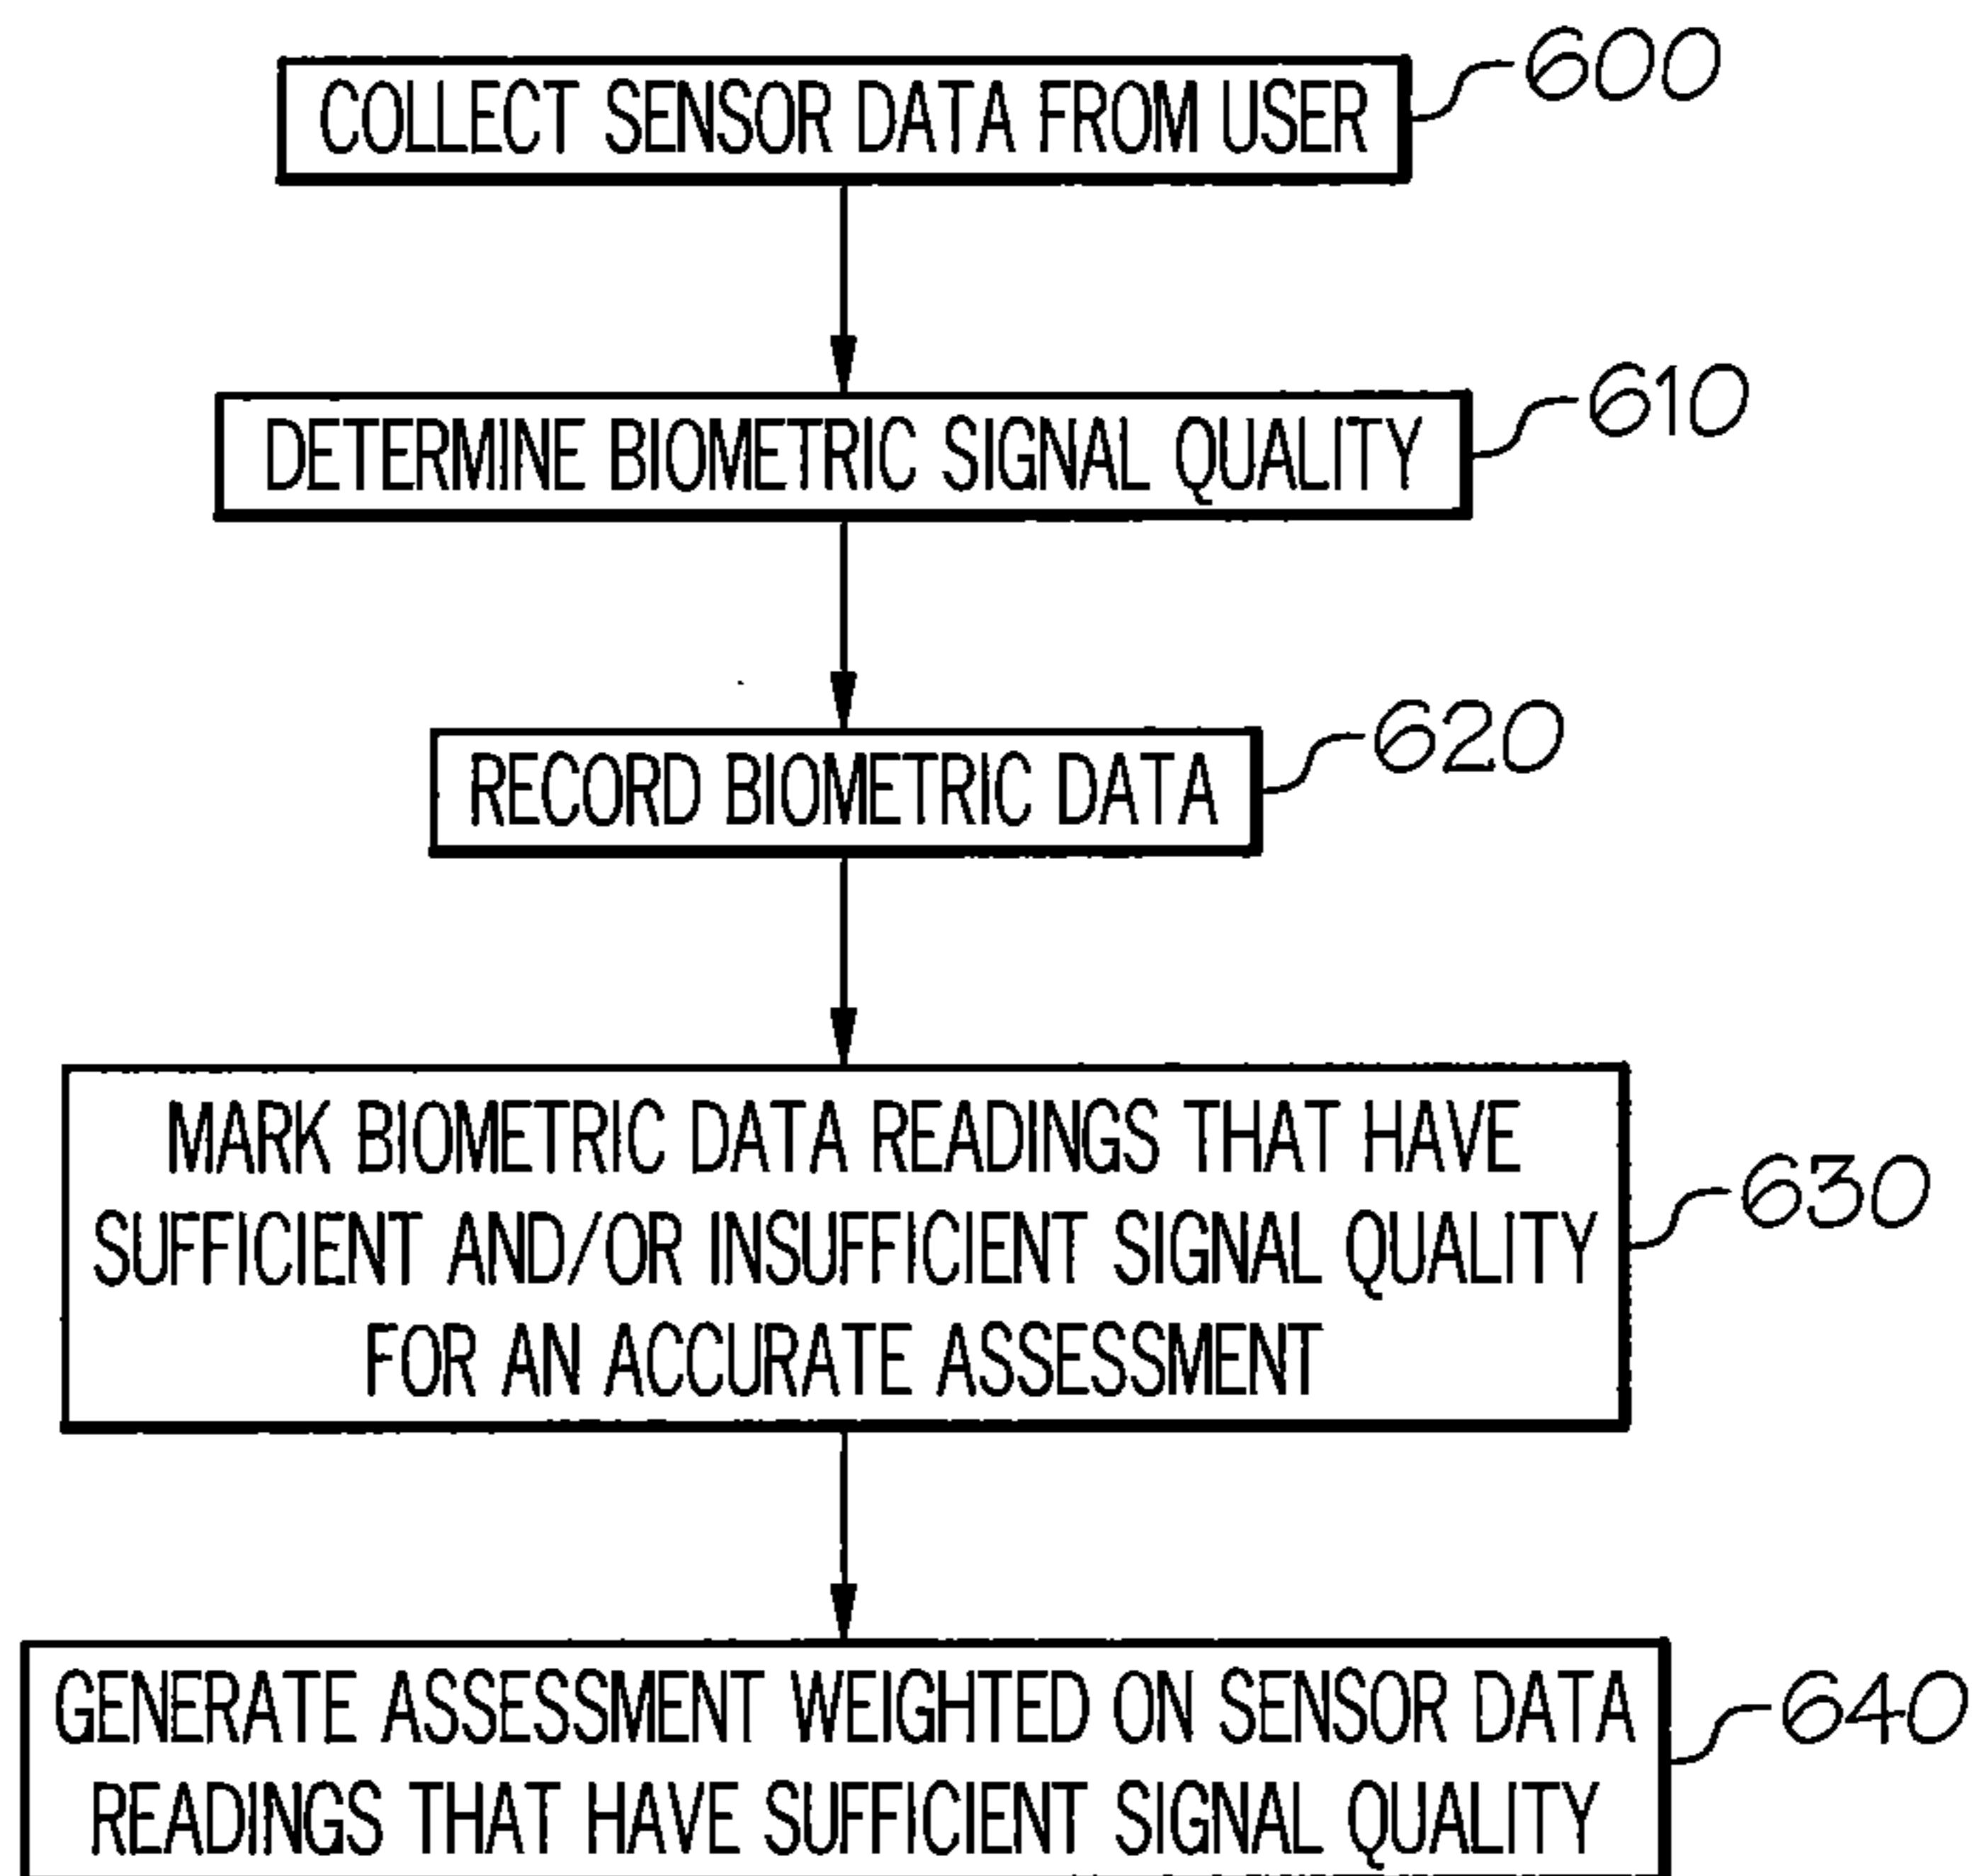 COLLECT SENSOR DATA FROM USER
600
DETERMINE BIOMETRIC SIGNAL QUALITY
610
RECORD BIOMETRIC DATA
620
MARK BIOMETRIC DATA READINGS THAT HAVE
SUFFICIENT AND/OR INSUFFICIENT SIGNAL QUALITY
FOR AN ACCURATE ASSESSMENT
630
GENERATE ASSESSMENT WEIGHTED ON SENSOR DATA
READINGS THAT HAVE SUFFICIENT SIGNAL QUALITY
640